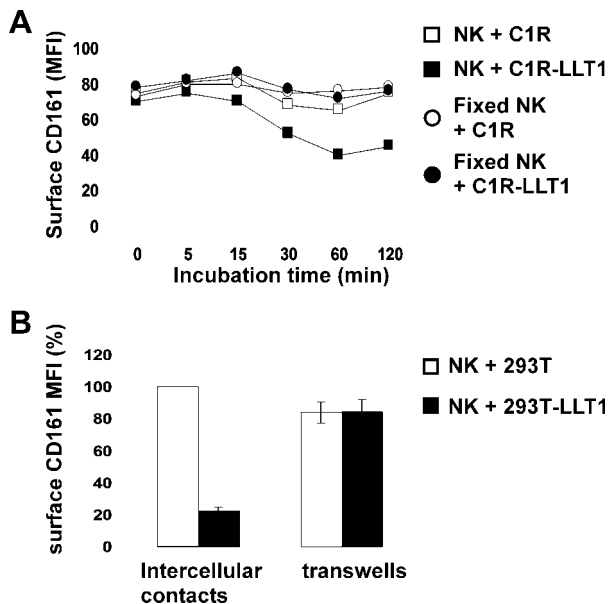 A
Surface CD161 (MFI)
100
80
60
40
20
0
0 5 15 30 60 120
Incubation time (min)
NK + C1R
NK + C1R-LLT1
Fixed NK
+ C1R
Fixed NK
+ C1R-LLT1
B
surface CD161 MFI (%)
120
100
80
60
40
20
0
Intercellular
contacts
transwells
NK + 293T
NK + 293T-LLT1